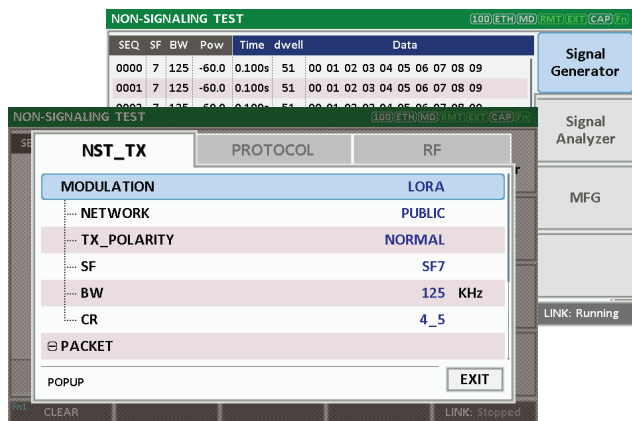 NON-SIGNALING TEST 100 ETH MD RMT EXT CAP Fn
SEQ SF BW Pow Time dwell Data
0000 7 125 -60.0 0.100s 51 00 01 02 03 04 05 06 07 08 09
0001 7 125 -60.0 0.100s 51 00 01 02 03 04 05 06 07 08 09
Signal
Generator
Signal
Analyzer
MFG
LINK: Running
NON-SIGNALING TEST 100 ETH MD RMT EXT CAP Fn
NST_TX PROTOCOL RF
MODULATION LORA
NETWORK PUBLIC
TX_POLARITY NORMAL
SF SF7
BW 125 KHz
CR 4_5
PACKET
POPUP EXIT
Fn1 CLEAR LINK: Stopped